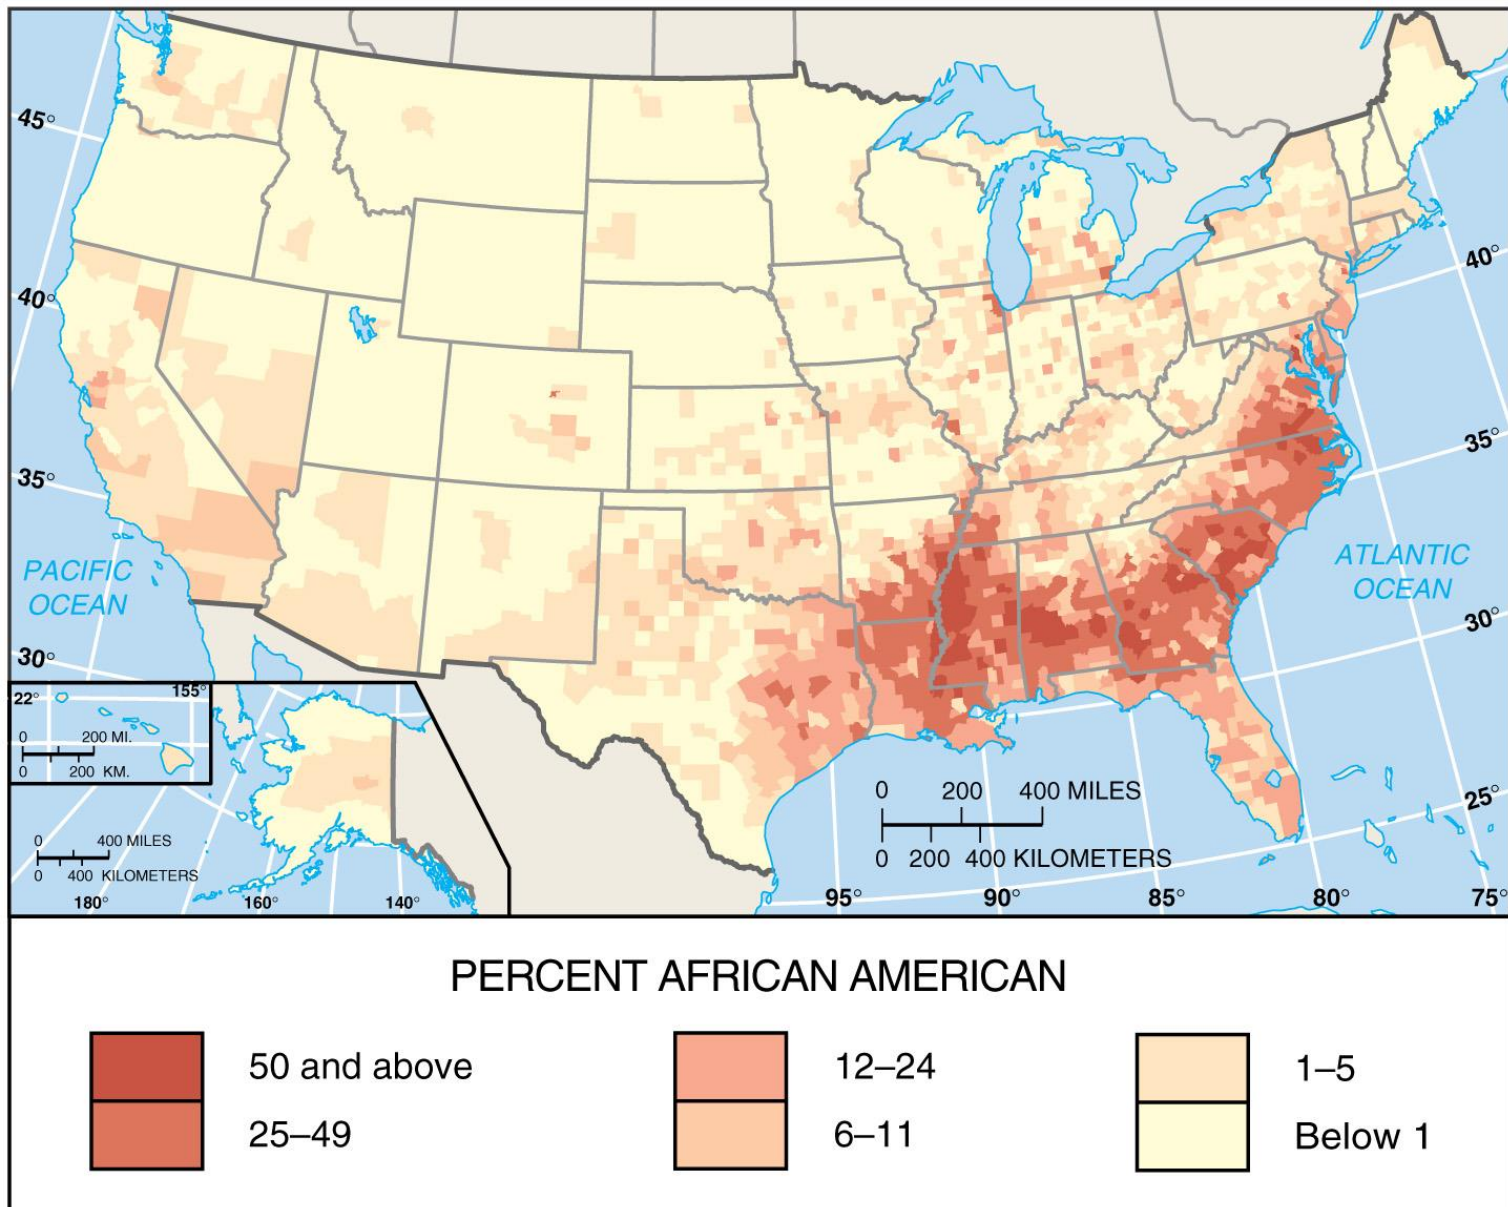 45°
40°
35°
30°
40°
35°
30°
25°
PACIFIC
OCEAN
ATLANTIC
OCEAN
22°
155°
0 200 MI.
0 200 KM.
0 400 MILES
0 400 KILOMETERS
180° 160° 140°
0 200 400 MILES
0 200 400 KILOMETERS
95° 90° 85° 80° 75°
PERCENT AFRICAN AMERICAN
50 and above
25–49
12–24
6–11
1–5
Below 1